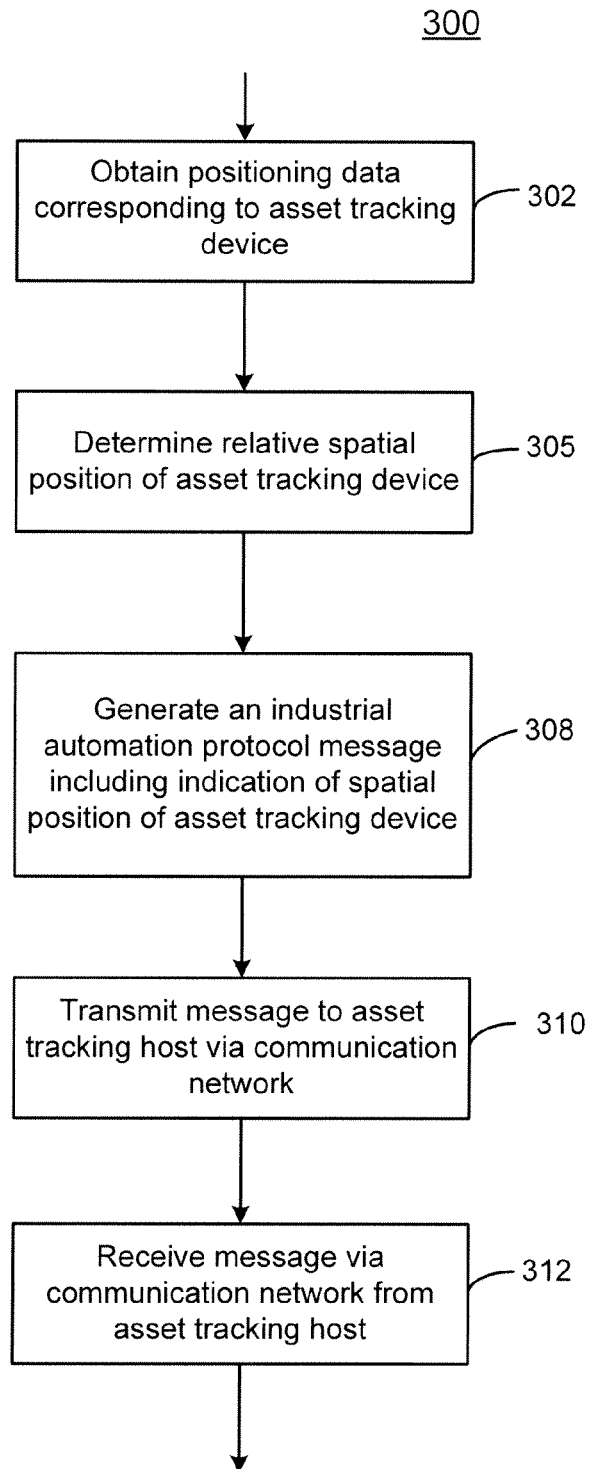 300
Obtain positioning data
corresponding to asset tracking
device
302
Determine relative spatial
position of asset tracking device
305
Generate an industrial
automation protocol message
including indication of spatial
position of asset tracking device
308
Transmit message to asset
tracking host via communication
network
310
Receive message via
communication network from
asset tracking host
312